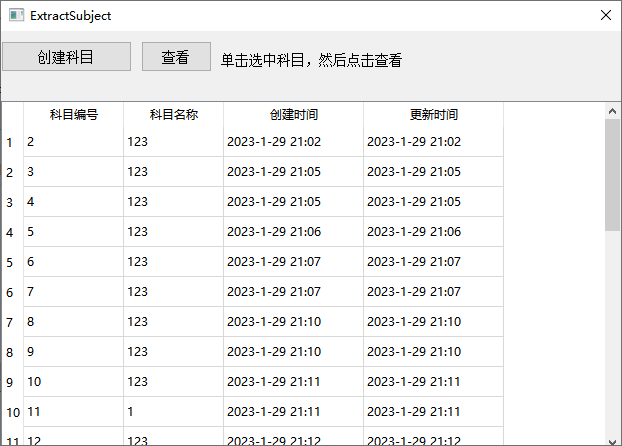 ExtractSubject
创建科目 查看 单击选中科目，然后点击查看
科目编号 科目名称 创建时间 更新时间
1 2 123 2023-1-29 21:02 2023-1-29 21:02
2 3 123 2023-1-29 21:05 2023-1-29 21:05
3 4 123 2023-1-29 21:05 2023-1-29 21:05
4 5 123 2023-1-29 21:06 2023-1-29 21:06
5 6 123 2023-1-29 21:07 2023-1-29 21:07
6 7 123 2023-1-29 21:07 2023-1-29 21:07
7 8 123 2023-1-29 21:10 2023-1-29 21:10
8 9 123 2023-1-29 21:10 2023-1-29 21:10
9 10 123 2023-1-29 21:11 2023-1-29 21:11
10 11 1 2023-1-29 21:11 2023-1-29 21:11
11 12 123 2023-1-29 21:12 2023-1-29 21:12